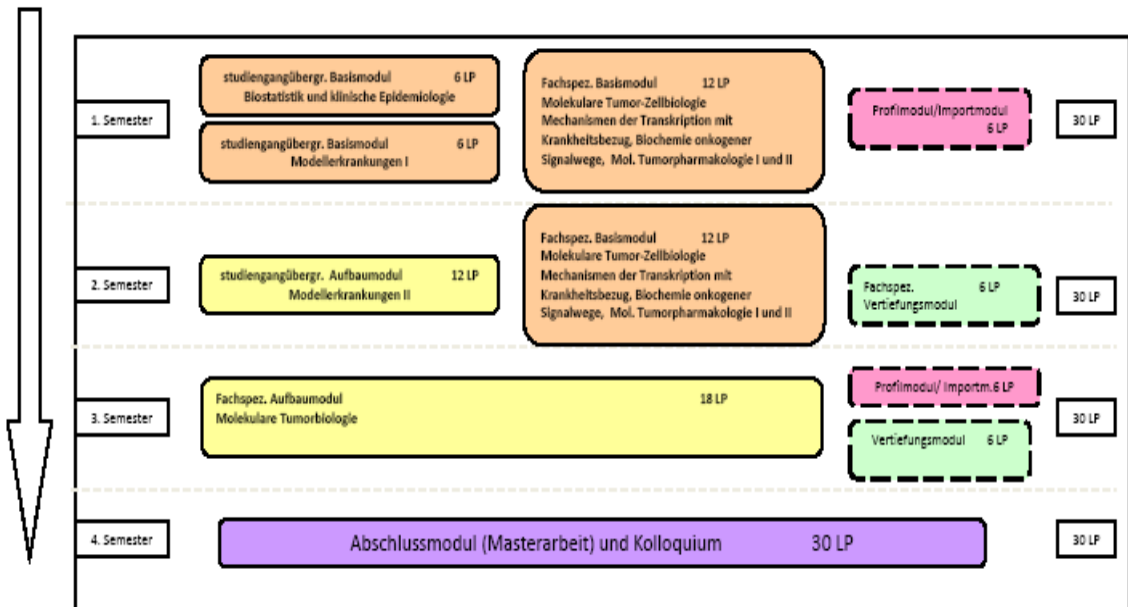 1. Semester
studiengangübergr. Basismodul 6 LP
Biostatistik und klinische Epidemiologie
studiengangübergr. Basismodul 6 LP
Modellerkrankungen I
Fachspez. Basismodul 12 LP
Molekulare Tumor-Zellbiologie
Mechanismen der Transkription mit
Krankheitsbezug, Biochemie onkogener
Signalwege, Mol. Tumorpharmakologie I und II
Profilmodul/Importmodul
6 LP
30 LP
2. Semester
studiengangübergr. Aufbaumodul 12 LP
Modellerkrankungen II
Fachspez. Basismodul 12 LP
Molekulare Tumor-Zellbiologie
Mechanismen der Transkription mit
Krankheitsbezug, Biochemie onkogener
Signalwege, Mol. Tumorpharmakologie I und II
Fachspez. 6 LP
Vertiefungsmodul
30 LP
3. Semester
Fachspez. Aufbaumodul 18 LP
Molekulare Tumorbiologie
Profilmodul/ Importm.6 LP
Vertiefungsmodul 6 LP
30 LP
4. Semester
Abschlussmodul (Masterarbeit) und Kolloquium 30 LP
30 LP